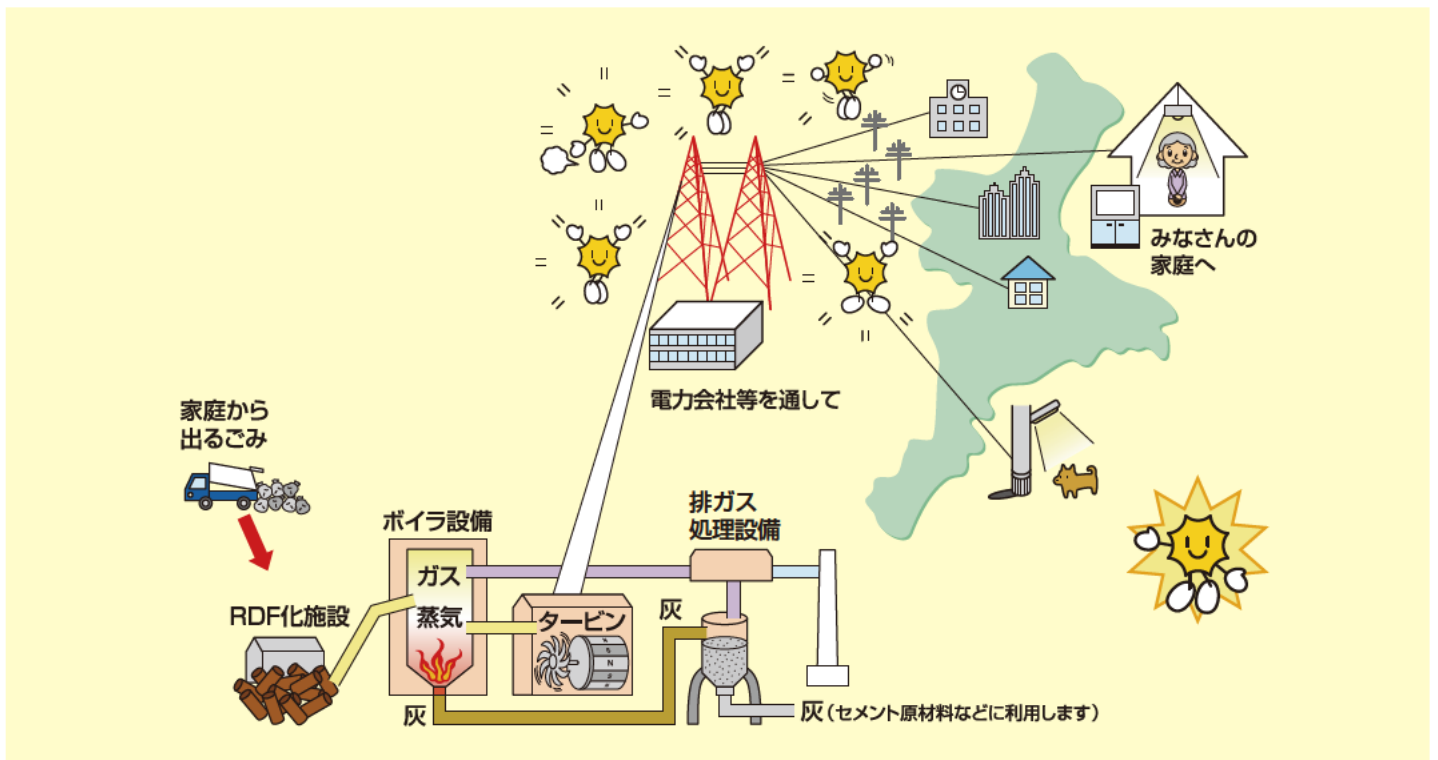 みなさんの
家庭へ
電力会社等を通して
家庭から
出るごみ
RDF化施設
ボイラ設備
ガス
蒸気
タービン
排ガス
処理設備
灰
灰
灰(セメント原材料などに利用します)
N
S